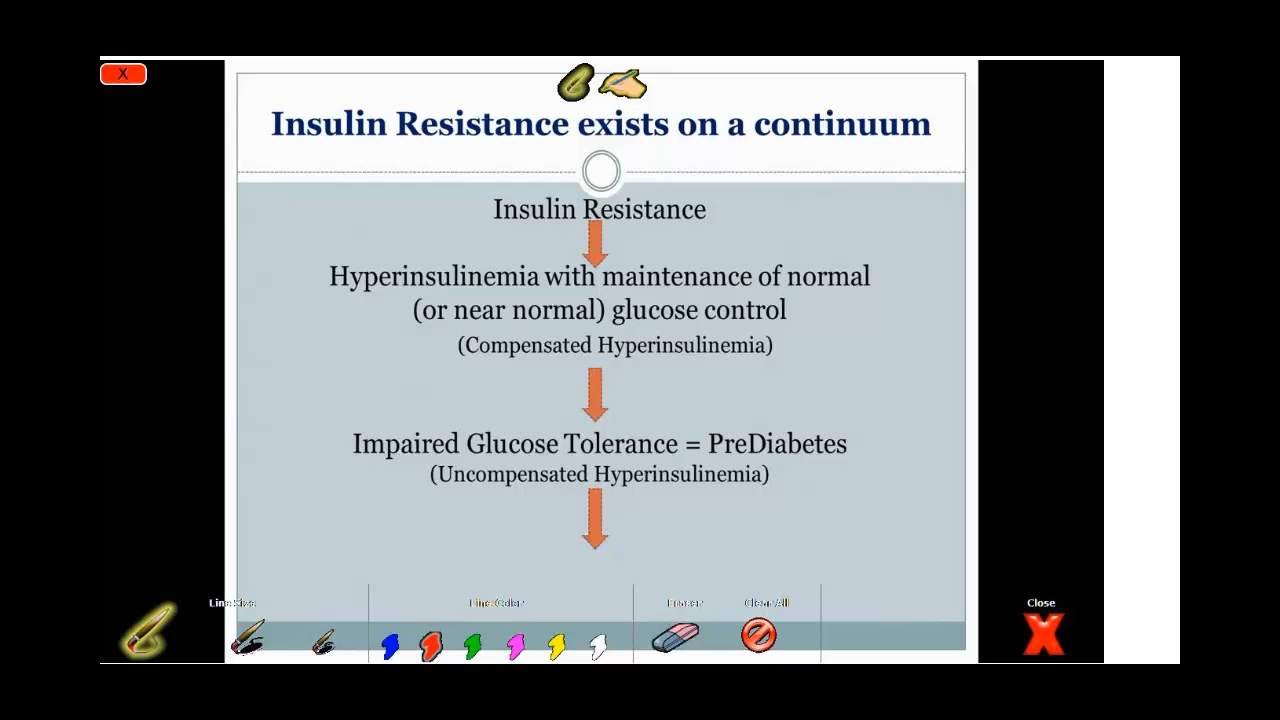 X
Insulin Resistance exists on a continuum
Insulin Resistance
Hyperinsulinemia with maintenance of normal
(or near normal) glucose control
(Compensated Hyperinsulinemia)
Impaired Glucose Tolerance = PreDiabetes
(Uncompensated Hyperinsulinemia)
Line Size
Line Color
Eraser
Clear All
Close